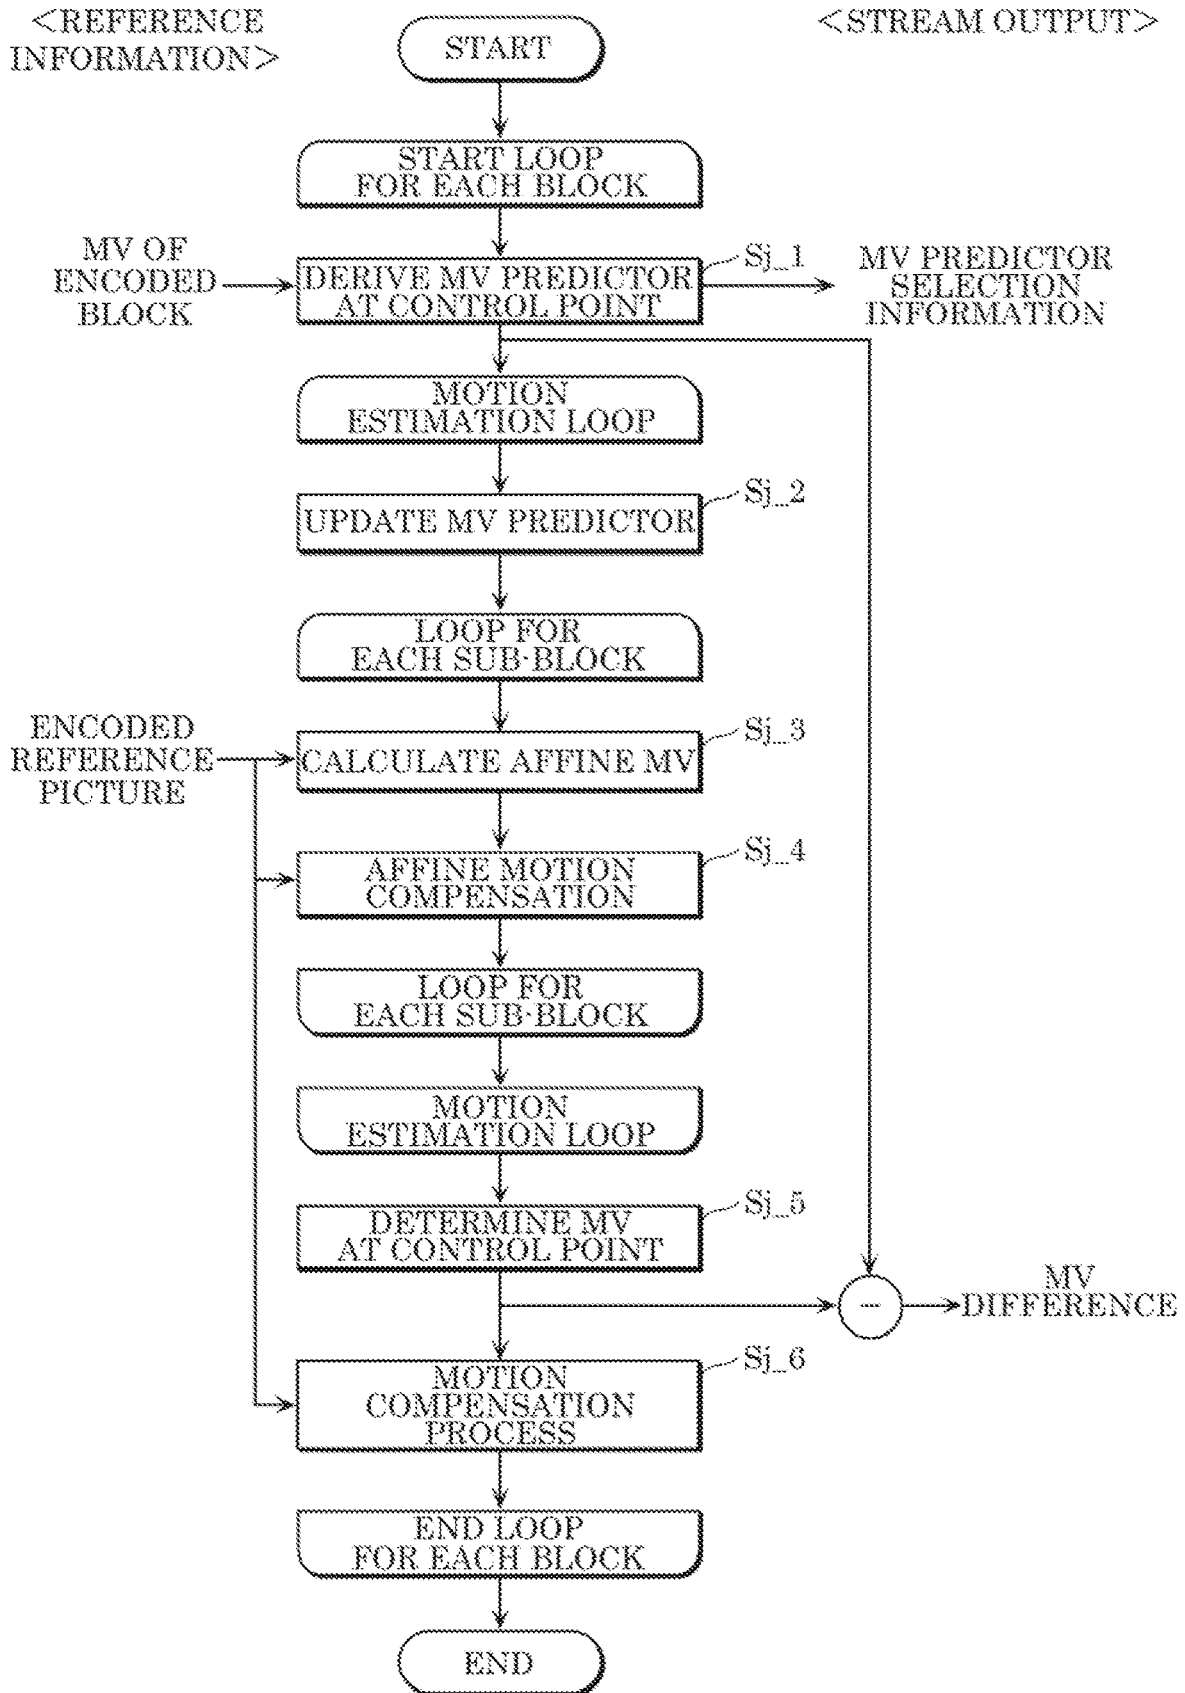 <REFERENCE
INFORMATION>
<STREAM OUTPUT>
START
START LOOP
FOR EACH BLOCK
MV OF
ENCODED
BLOCK
Sj_1
DERIVE MV PREDICTOR
AT CONTROL POINT
MV PREDICTOR
SELECTION
INFORMATION
MOTION
ESTIMATION LOOP
Sj_2
UPDATE MV PREDICTOR
LOOP FOR
EACH SUB-BLOCK
ENCODED
REFERENCE
PICTURE
Sj_3
CALCULATE AFFINE MV
Sj_4
AFFINE MOTION
COMPENSATION
LOOP FOR
EACH SUB-BLOCK
MOTION
ESTIMATION LOOP
Sj_5
DETERMINE MV
AT CONTROL POINT
−
MV
DIFFERENCE
Sj_6
MOTION
COMPENSATION
PROCESS
END LOOP
FOR EACH BLOCK
END